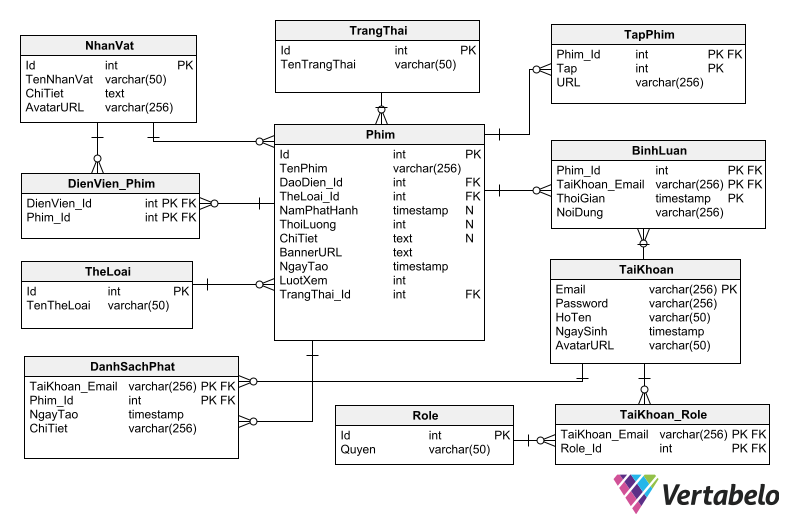 NhanVat
Id int PK
TenNhanVat varchar(50)
ChiTiet text
AvatarURL varchar(256)
TrangThai
Id int PK
TenTrangThai varchar(50)
TapPhim
Phim_Id int PK FK
Tap int PK
URL varchar(256)
Phim
Id int PK
TenPhim varchar(256)
DaoDien_Id int FK
TheLoai_Id int FK
NamPhatHanh timestamp N
ThoiLuong int N
ChiTiet text N
BannerURL text
NgayTao timestamp
LuotXem int
TrangThai_Id int FK
BinhLuan
Phim_Id int PK FK
TaiKhoan_Email varchar(256) PK FK
ThoiGian timestamp PK
NoiDung varchar(256)
DienVien_Phim
DienVien_Id int PK FK
Phim_Id int PK FK
TheLoai
Id int PK
TenTheLoai varchar(50)
TaiKhoan
Email varchar(256) PK
Password varchar(256)
HoTen varchar(50)
NgaySinh timestamp
AvatarURL varchar(50)
DanhSachPhat
TaiKhoan_Email varchar(256) PK FK
Phim_Id int PK FK
NgayTao timestamp
ChiTiet varchar(256)
Role
Id int PK
Quyen varchar(50)
TaiKhoan_Role
TaiKhoan_Email varchar(256) PK FK
Role_Id int PK FK
Vertabelo